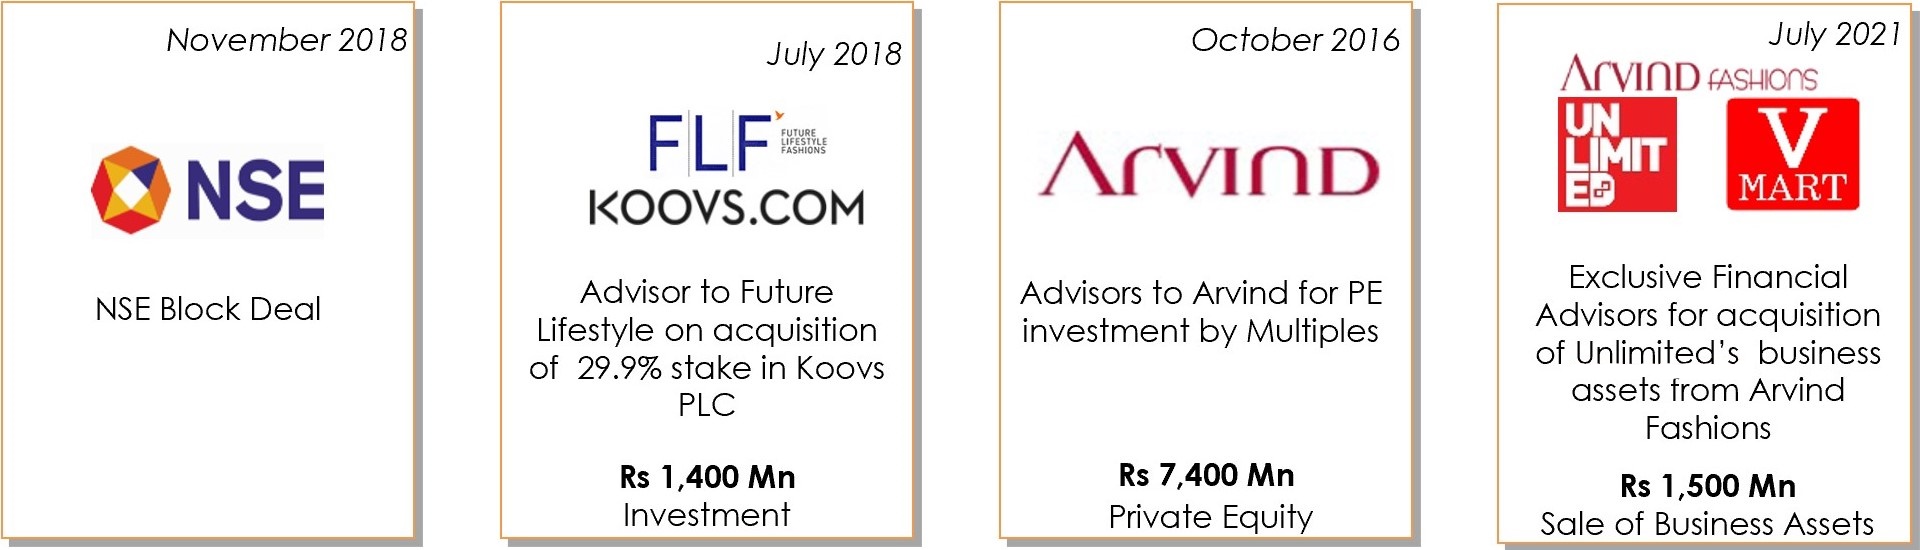 November 2018
NSE
NSE Block Deal
July 2018
FLF
FUTURE
LIFESTYLE
FASHIONS
KOOVS.COM
Advisor to Future
Lifestyle on acquisition
of 29.9% stake in Koovs
PLC
Rs 1,400 Mn
Investment
October 2016
ARVIND
Advisors to Arvind for PE
investment by Multiples
Rs 7,400 Mn
Private Equity
July 2021
ARVIND FASHIONS
UN
LIMIT
ED
V
MART
Exclusive Financial
Advisors for acquisition
of Unlimited’s business
assets from Arvind
Fashions
Rs 1,500 Mn
Sale of Business Assets